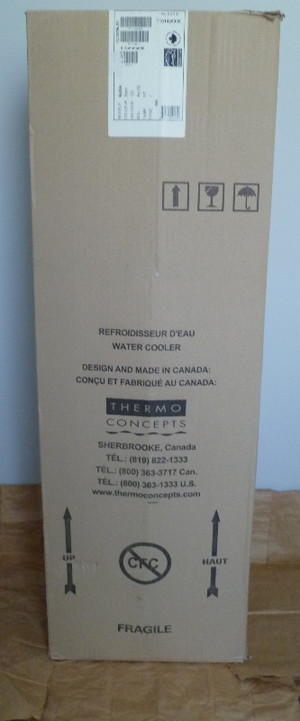 REFROIDISSEUR D'EAU
WATER COOLER
DESIGN AND MADE IN CANADA:
CONÇU ET FABRIQUÉ AU CANADA:
THERMO
CONCEPTS
SHERBROOKE, Canada
TÉL.: (819) 822-1333
TÉL.: (800) 363-3717 Can.
TÉL.: (800) 363-1333 U.S.
www.thermoconcepts.com
UP
CFC
HAUT
FRAGILE